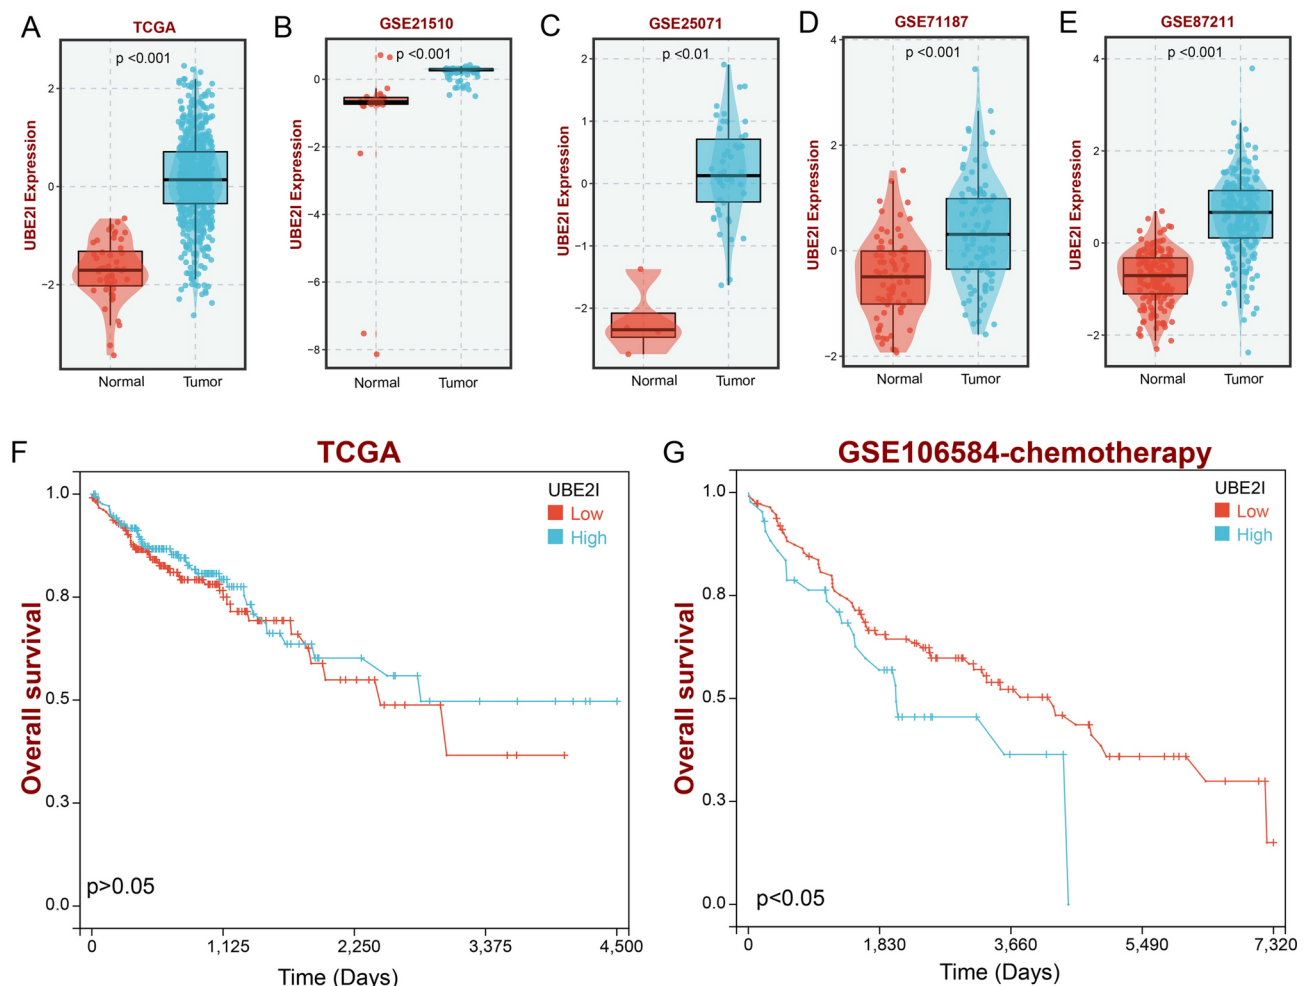 A
TCGA
p <0.001
UBE2I Expression
2
0
−2
Normal
Tumor
B
GSE21510
p <0.001
UBE2I Expression
0
−2
−4
−6
−8
Normal
Tumor
C
GSE25071
p <0.01
UBE2I Expression
2
1
0
−1
−2
Normal
Tumor
D
GSE71187
p <0.001
UBE2I Expression
4
2
0
−2
Normal
Tumor
E
GSE87211
p <0.001
UBE2I Expression
4
2
0
−2
Normal
Tumor
F
TCGA
UBE2I
Low
High
Overall survival
1.0
0.8
0.5
0.3
0.0
p>0.05
0
1,125
2,250
3,375
4,500
Time (Days)
G
GSE106584-chemotherapy
UBE2I
Low
High
Overall survival
1.0
0.8
0.5
0.3
0.0
p<0.05
0
1,830
3,660
5,490
7,320
Time (Days)